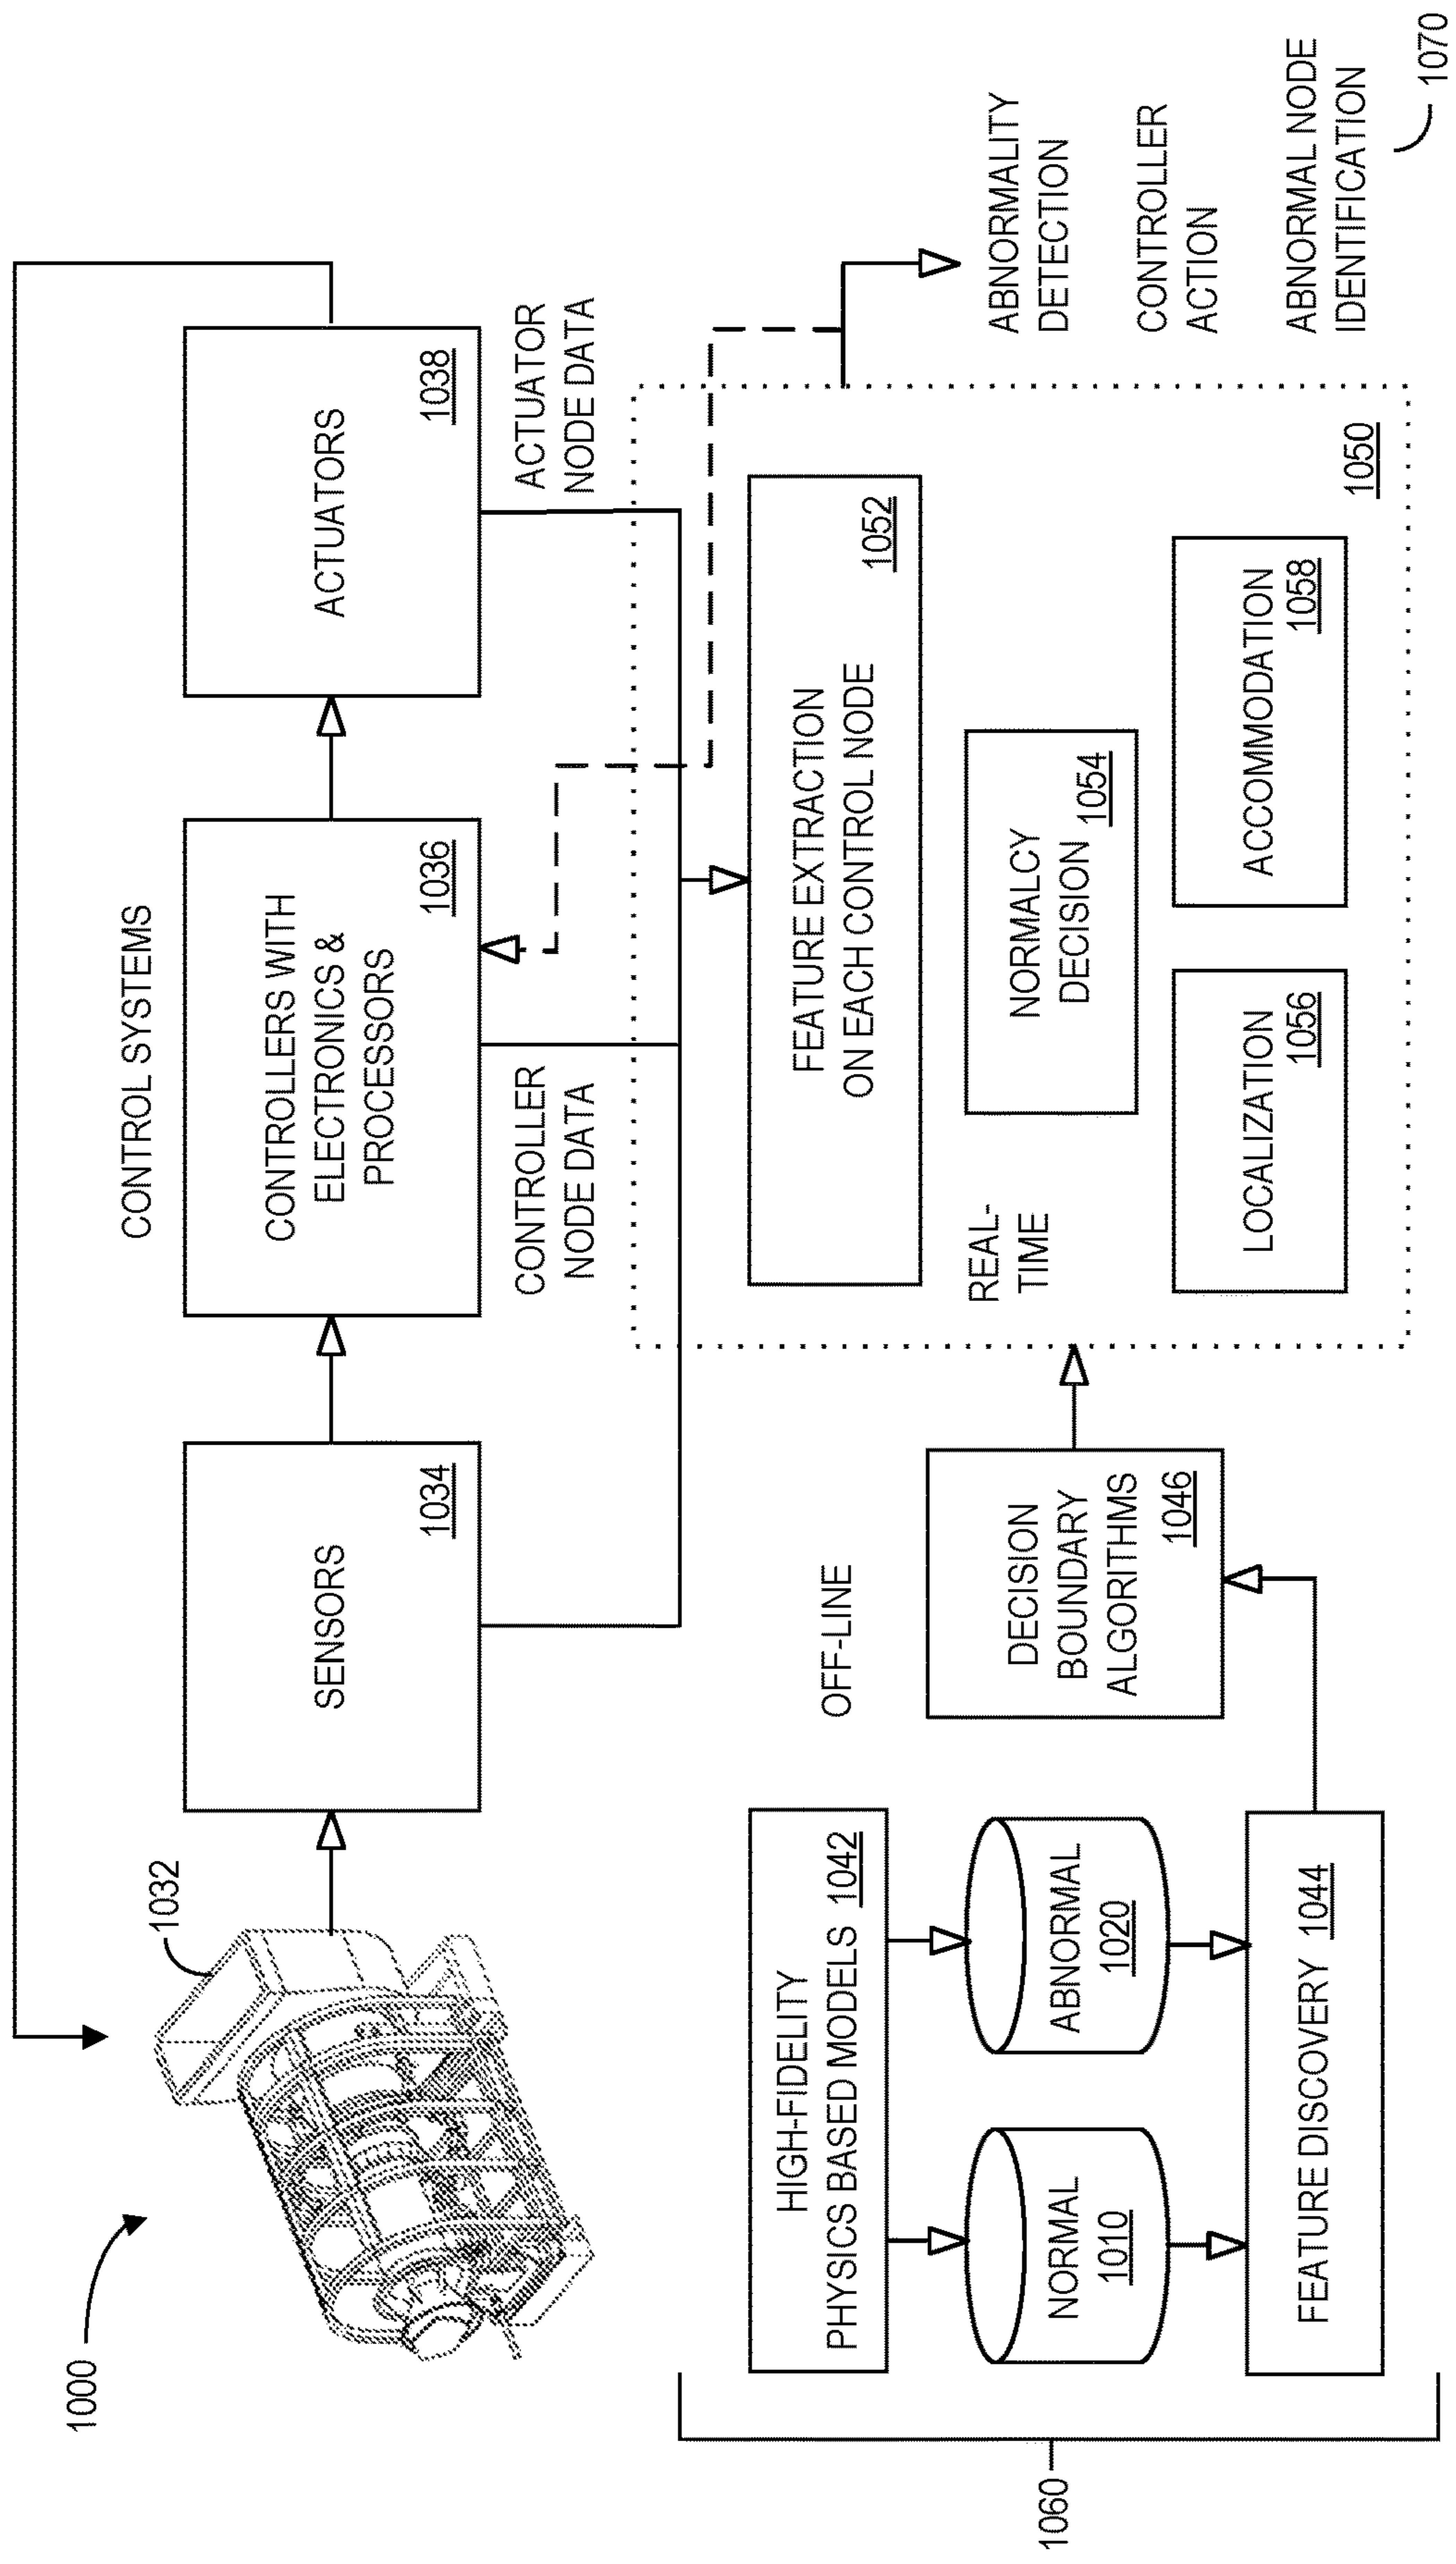 1000
1032
CONTROL SYSTEMS
SENSORS
1034
CONTROLLERS WITH
ELECTRONICS &
PROCESSORS
1036
ACTUATORS
1038
CONTROLLER
NODE DATA
ACTUATOR
NODE DATA
1060
HIGH-FIDELITY
PHYSICS BASED MODELS 1042
NORMAL
1010
ABNORMAL
1020
FEATURE DISCOVERY 1044
OFF-LINE
DECISION
BOUNDARY
ALGORITHMS
1046
FEATURE EXTRACTION
ON EACH CONTROL NODE
1052
REAL-
TIME
NORMALCY
DECISION
1054
LOCALIZATION
1056
ACCOMMODATION
1058
1050
ABNORMALITY
DETECTION
CONTROLLER
ACTION
ABNORMAL NODE
IDENTIFICATION
1070